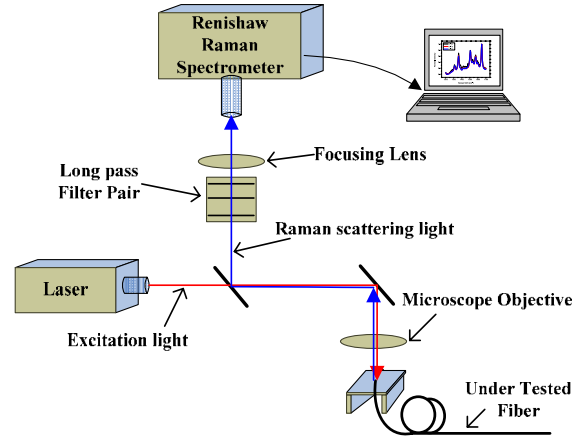 Renishaw
Raman
Spectrometer
Focusing Lens
Long pass
Filter Pair
Raman scattering light
Laser
Excitation light
Microscope Objective
Under Tested
Fiber